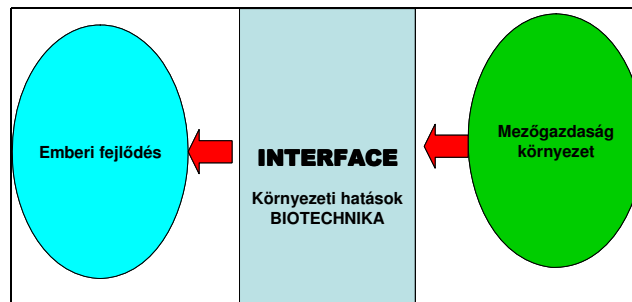 Emberi fejlődés
INTERFACE
Környezeti hatások
BIOTECHNIKA
Mezőgazdaság
környezet